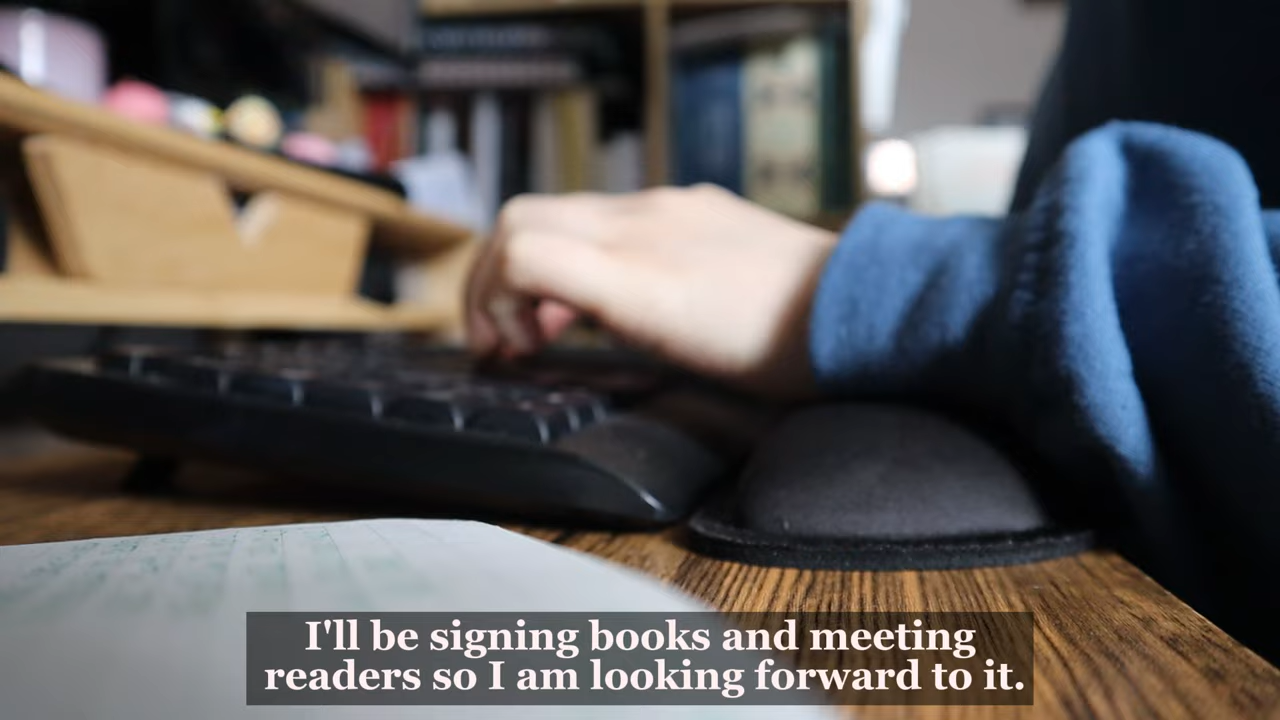 I'll be signing books and meeting
readers so I am looking forward to it.